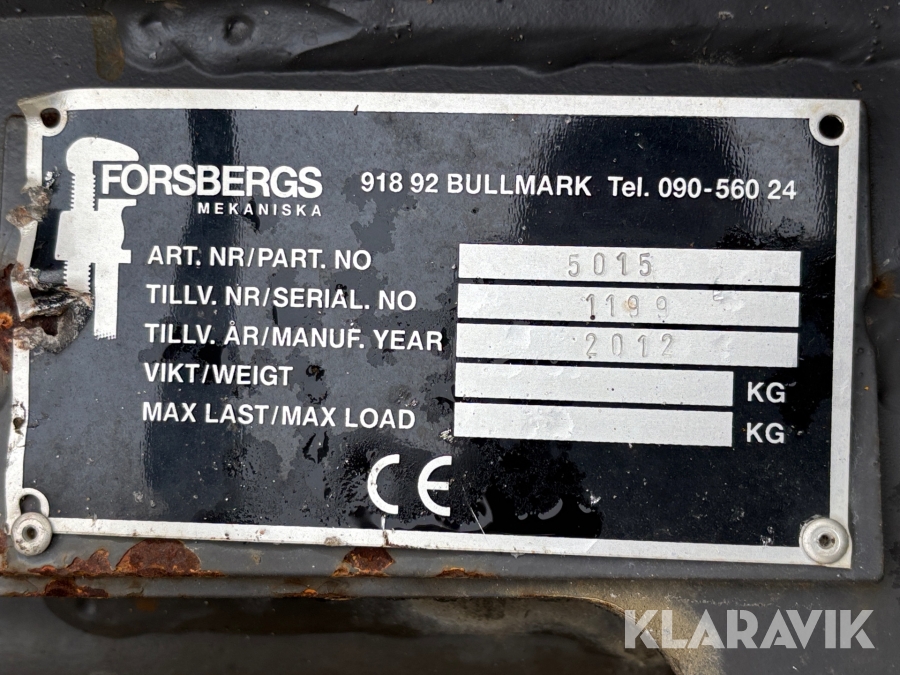 FORSBERGS
MEKANISKA
918 92 BULLMARK Tel. 090-560 24
ART. NR/PART. NO 5015
TILLV. NR/SERIAL. NO 1199
TILLV. ÅR/MANUF. YEAR 2012
VIKT/WEIGT KG
MAX LAST/MAX LOAD KG
CE
KLARAVIK